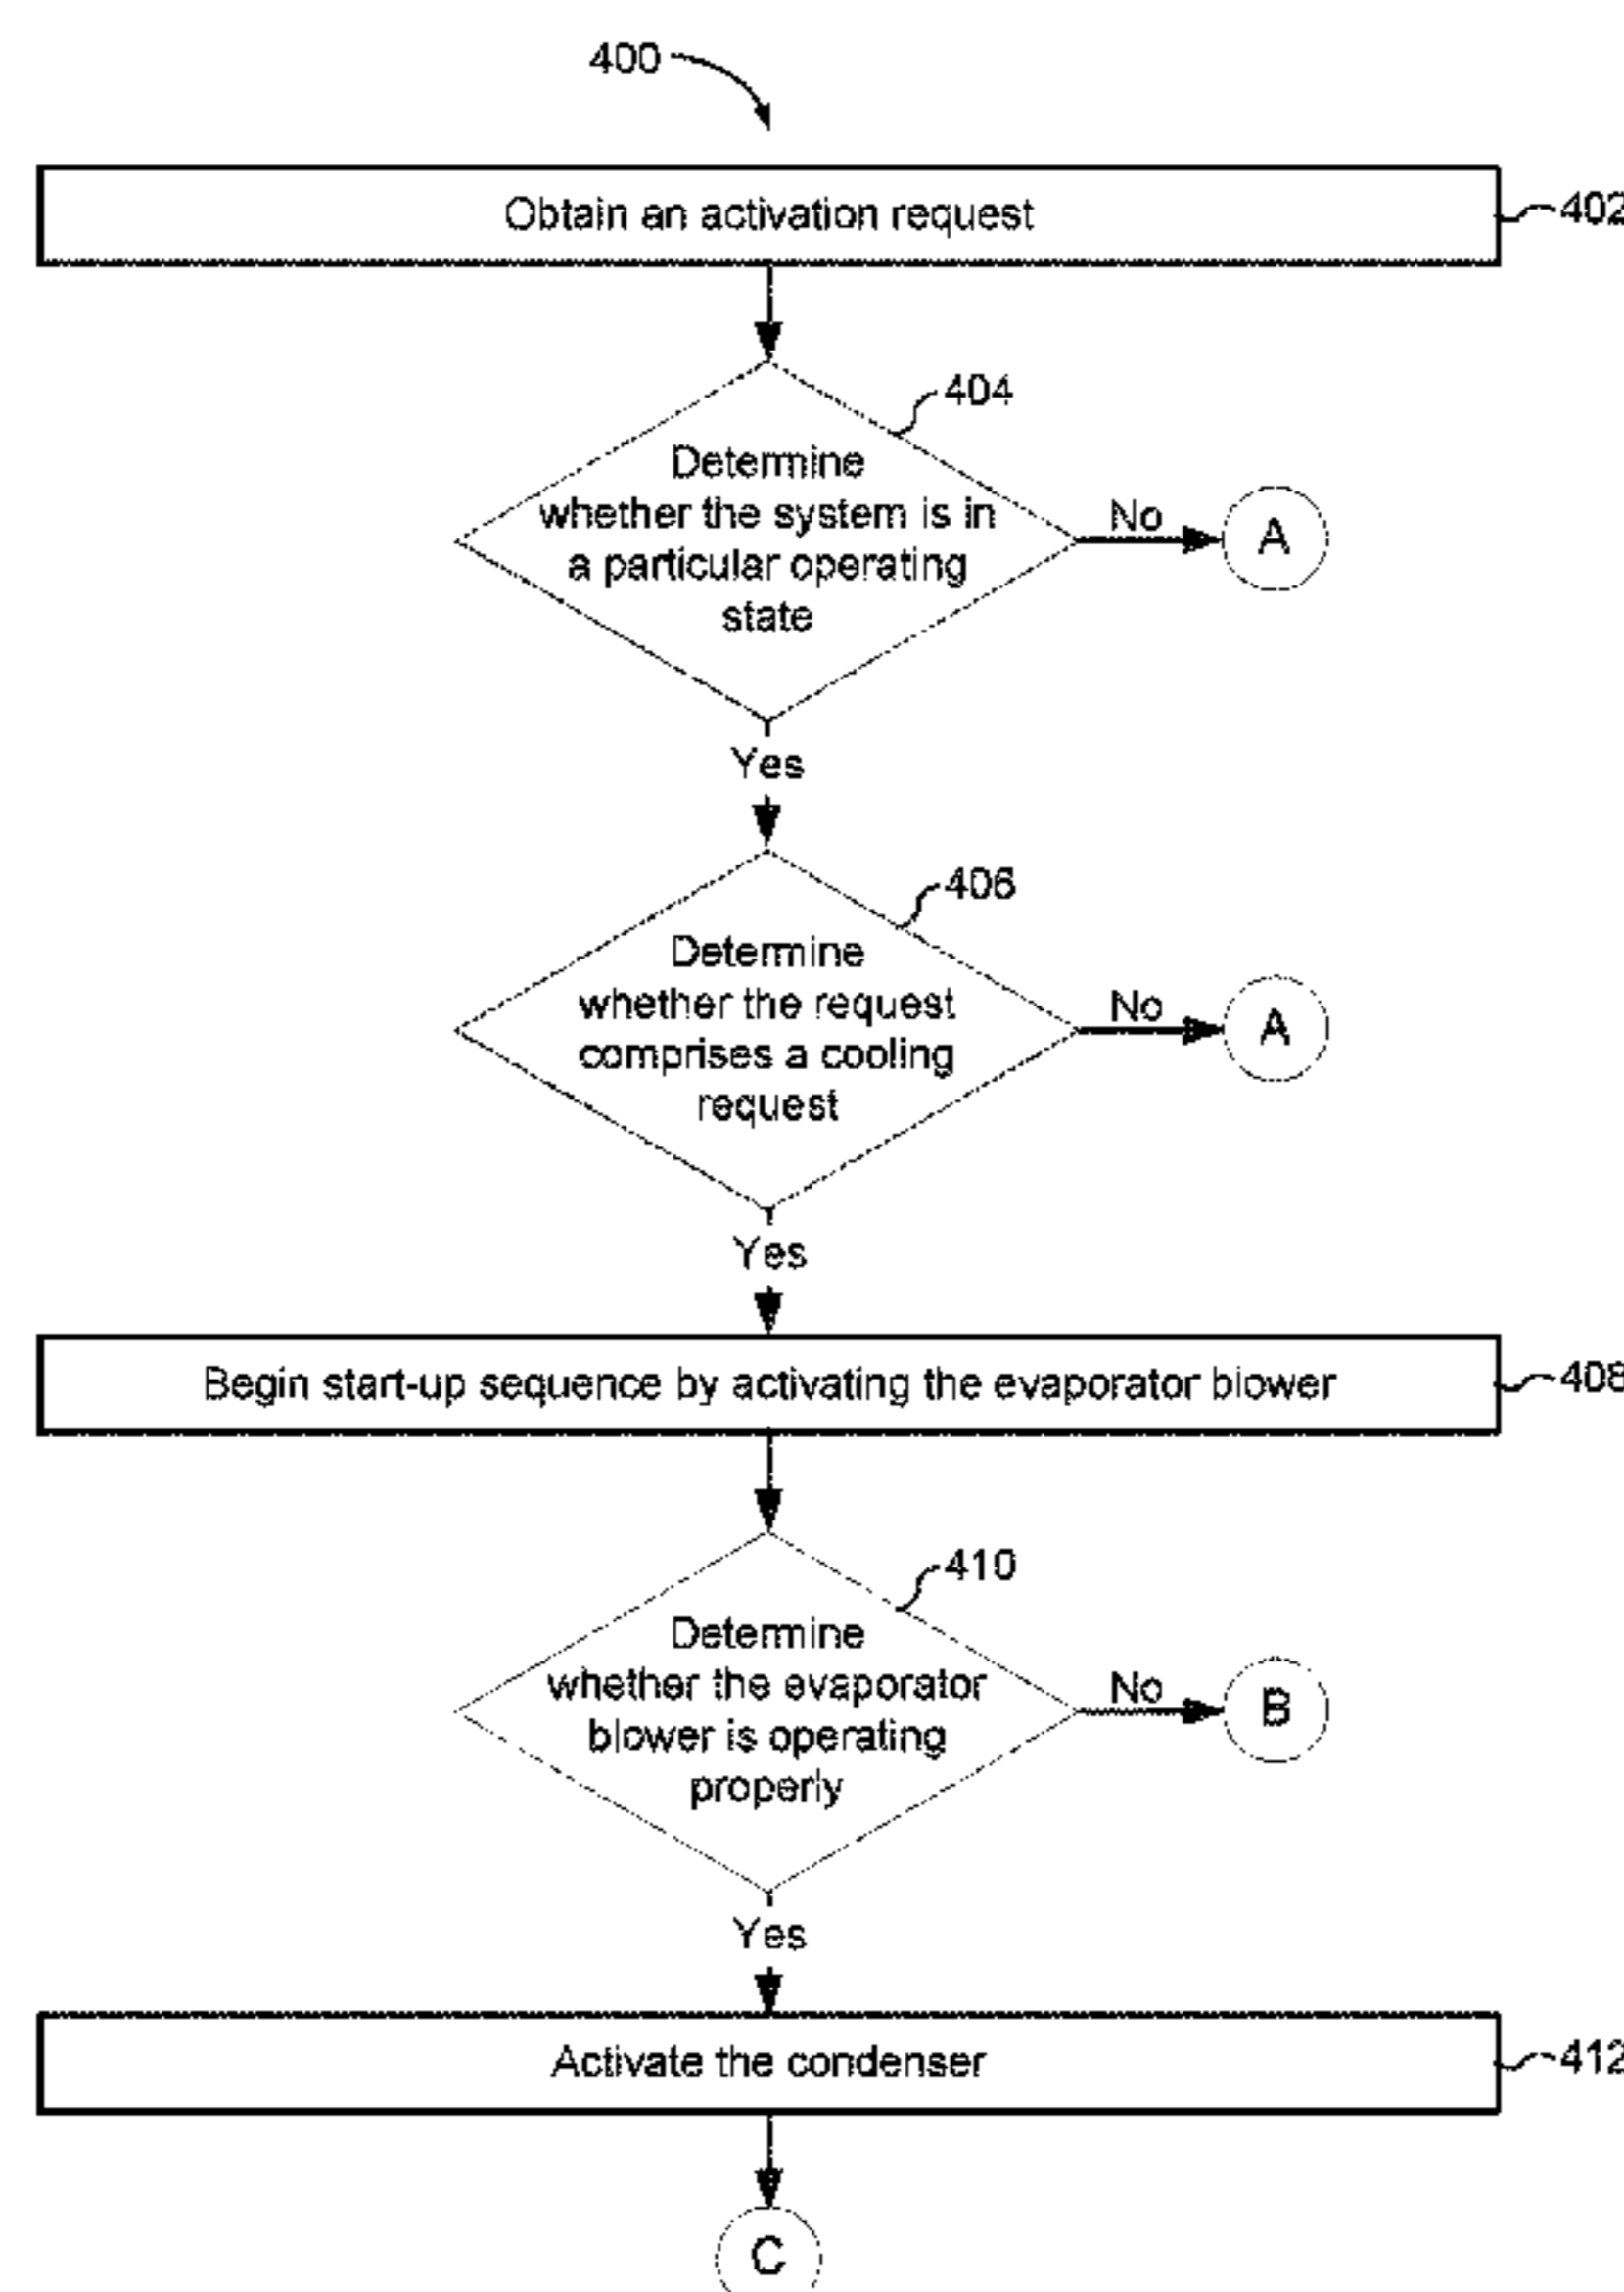 400
Obtain an activation request
402
404
Determine
whether the system is in
a particular operating
state
No
A
Yes
406
Determine
whether the request
comprises a cooling
request
No
A
Yes
Begin start-up sequence by activating the evaporator blower
408
410
Determine
whether the evaporator
blower is operating
properly
No
B
Yes
Activate the condenser
412
C